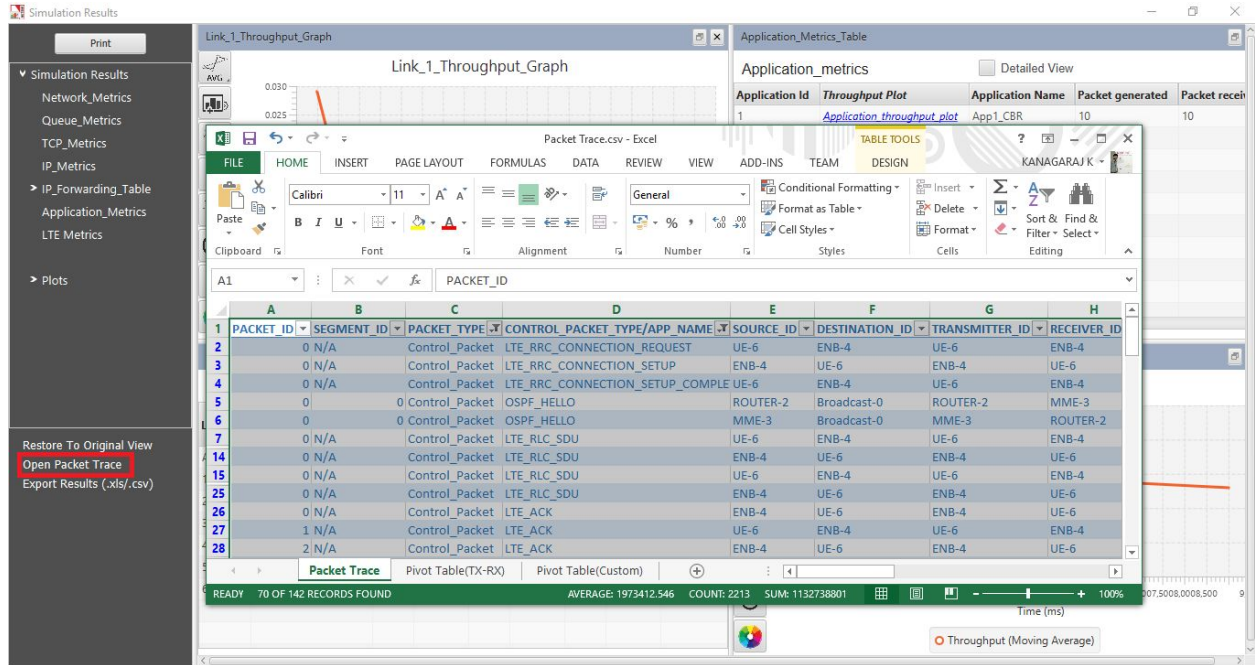 Simulation Results
Print
Simulation Results
Network_Metrics
Queue_Metrics
TCP_Metrics
IP_Metrics
IP_Forwarding_Table
Application_Metrics
LTE Metrics
Plots
Restore To Original View
Open Packet Trace
Export Results (.xls/.csv)
Link_1_Throughput_Graph
Link_1_Throughput_Graph
AVG
0.030
0.025
Application_Metrics_Table
Application_metrics
Detailed View
Application Id Throughput Plot Application Name Packet generated Packet receiv
1 Application_throughput_plot App1_CBR 10 10
Packet Trace.csv - Excel
TABLE TOOLS
FILE HOME INSERT PAGE LAYOUT FORMULAS DATA REVIEW VIEW ADD-INS TEAM DESIGN KANAGARAJ K
Paste
Calibri 11
General
Conditional Formatting
Format as Table
Cell Styles
Insert
Delete
Format
Sort & Filter
Find & Select
Clipboard Font Alignment Number Styles Cells Editing
A1 fx PACKET_ID
A B C D E F G H
1 PACKET_ID SEGMENT_ID PACKET_TYPE CONTROL_PACKET_TYPE/APP_NAME SOURCE_ID DESTINATION_ID TRANSMITTER_ID RECEIVER_ID
2 0 N/A Control_Packet LTE_RRC_CONNECTION_REQUEST UE-6 ENB-4 UE-6 ENB-4
3 0 N/A Control_Packet LTE_RRC_CONNECTION_SETUP ENB-4 UE-6 ENB-4 UE-6
4 0 N/A Control_Packet LTE_RRC_CONNECTION_SETUP_COMPLE UE-6 ENB-4 UE-6 ENB-4
5 0 0 Control_Packet OSPF_HELLO ROUTER-2 Broadcast-0 ROUTER-2 MME-3
6 0 0 Control_Packet OSPF_HELLO MME-3 Broadcast-0 MME-3 ROUTER-2
7 0 N/A Control_Packet LTE_RLC_SDU UE-6 ENB-4 UE-6 ENB-4
14 0 N/A Control_Packet LTE_RLC_SDU ENB-4 UE-6 ENB-4 UE-6
15 0 N/A Control_Packet LTE_RLC_SDU UE-6 ENB-4 UE-6 ENB-4
25 0 N/A Control_Packet LTE_RLC_SDU ENB-4 UE-6 ENB-4 UE-6
26 0 N/A Control_Packet LTE_ACK ENB-4 UE-6 ENB-4 UE-6
27 1 N/A Control_Packet LTE_ACK UE-6 ENB-4 UE-6 ENB-4
28 2 N/A Control_Packet LTE_ACK ENB-4 UE-6 ENB-4 UE-6
Packet Trace Pivot Table(TX-RX) Pivot Table(Custom)
READY 70 OF 142 RECORDS FOUND AVERAGE: 1973412.546 COUNT: 2213 SUM: 1132738801 100%
Time (ms)
Throughput (Moving Average)